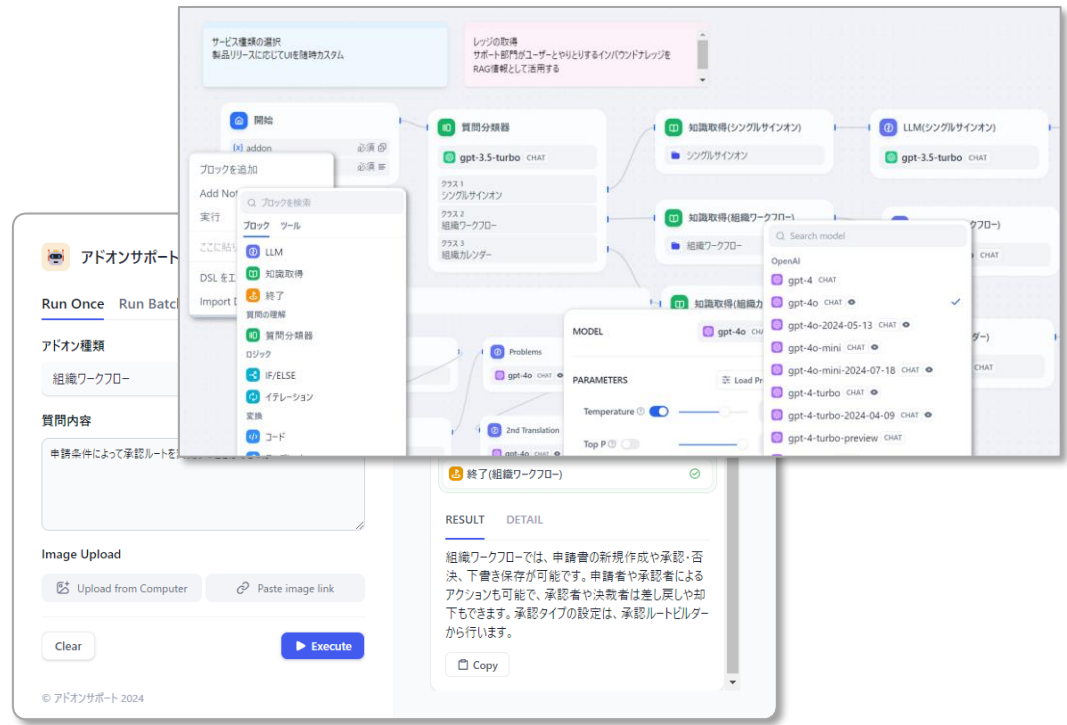 サービス種類の選択
製品リリースに応じてUIを随時カスタム
レッジの取得
サポート部門がユーザーとやりとりするインバウンドナレッジを
RAG情報として活用する
開始
{x} addon
必須
必須
ブロックを追加
Add Not
実行
ここに貼り
DSL をエ
Import D
ブロックを検索
ブロック ツール
LLM
知識取得
終了
質問の理解
質問分類器
ロジック
IF/ELSE
イテレーション
変換
コード
質問分類器
gpt-3.5-turbo CHAT
クラス 1
シングルサインオン
クラス 2
組織ワークフロー
クラス 3
組織カレンダー
知識取得(シングルサインオン)
シングルサインオン
LLM(シングルサインオン)
gpt-3.5-turbo CHAT
知識取得(組織ワークフロー)
組織ワークフロー
フロー)
CHAT
知識取得(組織カ
ダー)
CHAT
Problems
gpt-4o CHAT
2nd Translation
gpt-4o CHAT
MODEL
gpt-4o CHA
PARAMETERS
Load Pr
Temperature
Top P
Search model
OpenAI
gpt-4 CHAT
gpt-4o CHAT
gpt-4o-2024-05-13 CHAT
gpt-4o-mini CHAT
gpt-4o-mini-2024-07-18 CHAT
gpt-4-turbo CHAT
gpt-4-turbo-2024-04-09 CHAT
gpt-4-turbo-preview CHAT
アドオンサポート
Run Once Run Batc
アドオン種類
組織ワークフロー
質問内容
申請条件によって承認ルートを
Image Upload
Upload from Computer
Paste image link
Clear
Execute
© アドオンサポート 2024
終了(組織ワークフロー)
RESULT DETAIL
組織ワークフローでは、申請書の新規作成や承認・否
決、下書き保存が可能です。申請者や承認者による
アクションも可能で、承認者や決裁者は差し戻しや却
下もできます。承認タイプの設定は、承認ルートビルダー
から行います。
Copy